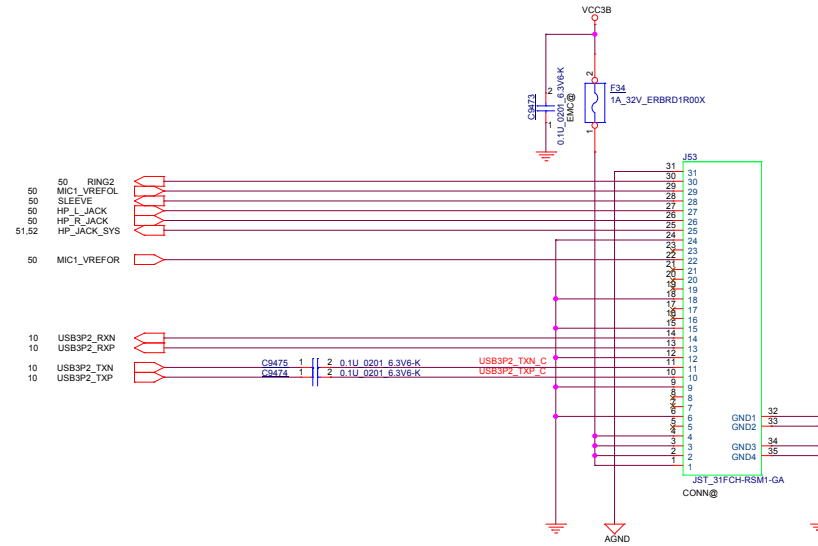 VCC3B
2
F34
1A_32V_ERBRD1R00X
1
C9473
2
1
0.1U_0201_6.3V6-K
EMC@
J53
31 31
50 RING2 30 30
50 MIC1_VREFOL 29 29
50 SLEEVE 28 28
50 HP_L_JACK 27 27
50 HP_R_JACK 26 26
51,52 HP_JACK_SYS 25 25
24 24
23 23
50 MIC1_VREFOR 22 22
21 21
20 20
19 19
18 18
17 17
16 16
15 15
10 USB3P2_RXN 14 14
10 USB3P2_RXP 13 13
12 12
10 USB3P2_TXN C9475 1 2 0.1U_0201_6.3V6-K USB3P2_TXN_C 11 11
10 USB3P2_TXP C9474 1 2 0.1U_0201_6.3V6-K USB3P2_TXP_C 10 10
9 9
8 8
7 7
6 6 GND1 32
5 5 GND2 33
4 4
3 3 GND3 34
2 2 GND4 35
1 1
JST_31FCH-RSM1-GA
CONN@
AGND